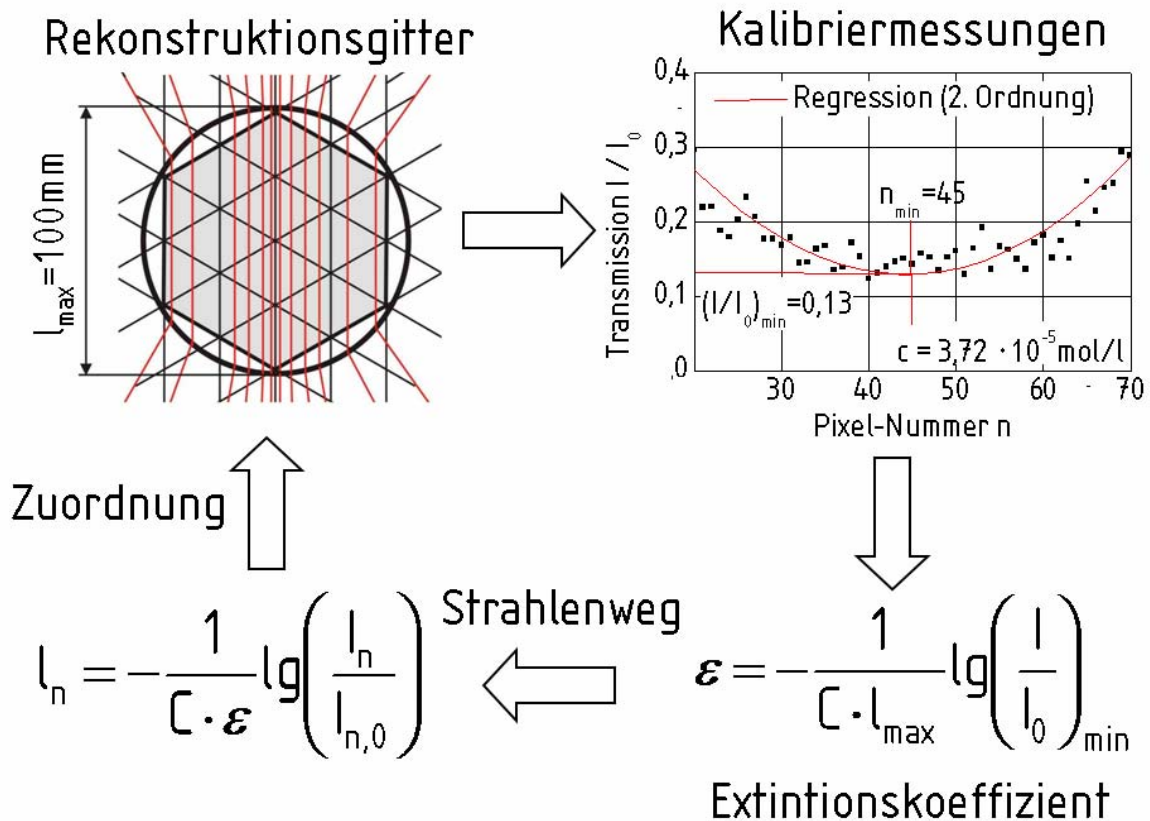 Rekonstruktionsgitter
l_max=100mm
Kalibriermessungen
Transmission I / I_0
0,4
0,3
0,2
0,1
,0
Regression (2. Ordnung)
n_min=45
(I/I_0)_min=0,13
c = 3,72 · 10^-5 mol/l
30 40 50 60 70
Pixel-Nummer n
Zuordnung
Strahlenweg
l_n = - 1/(C · ε) lg(I_n/I_n,0)
ε = - 1/(C · l_max) lg(I/I_0)_min
Extintionskoeffizient